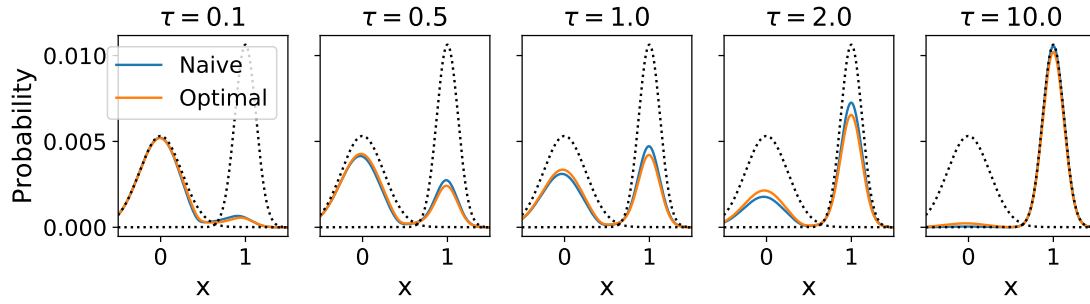 τ = 0.1 τ = 0.5 τ = 1.0 τ = 2.0 τ = 10.0
Probability
0.010
0.005
0.000
Naive
Optimal
0 1 0 1 0 1 0 1 0 1
x x x x x